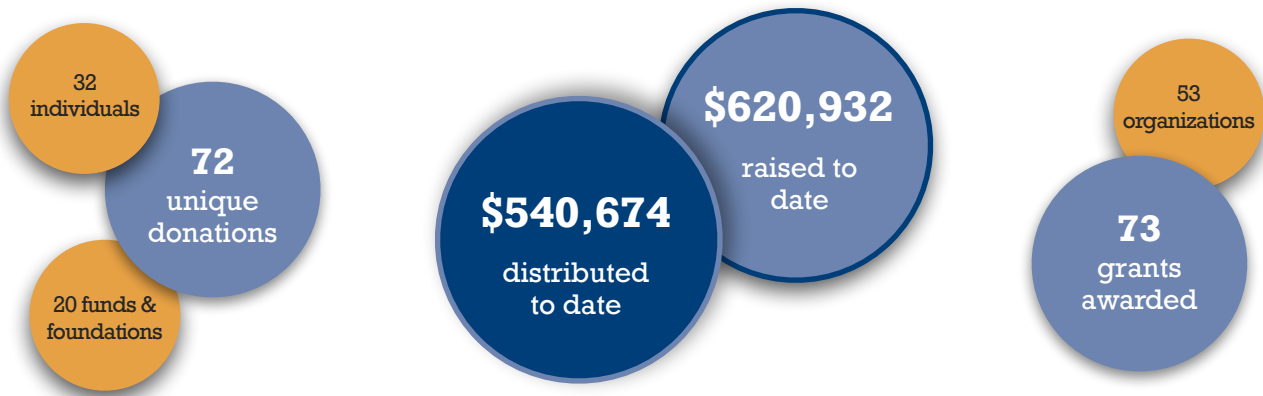 32
individuals
72
unique
donations
20 funds &
foundations
$620,932
raised to
date
$540,674
distributed
to date
53
organizations
73
grants
awarded